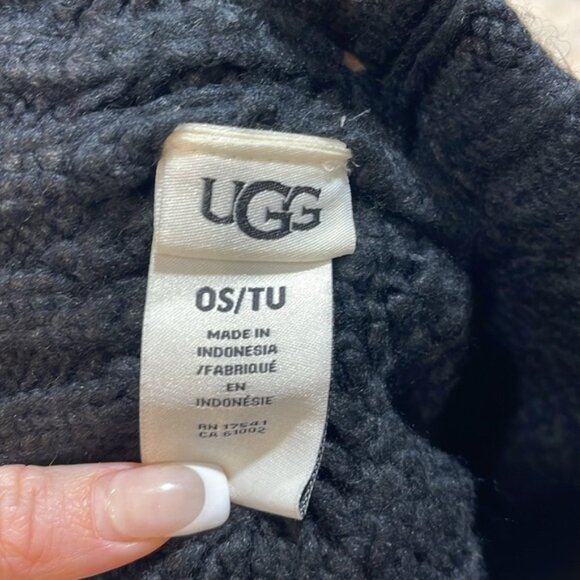 UGG
OS/TU
MADE IN
INDONESIA
/FABRIQUÉ
EN
INDONÉSIE
RN 17541
CA 61002